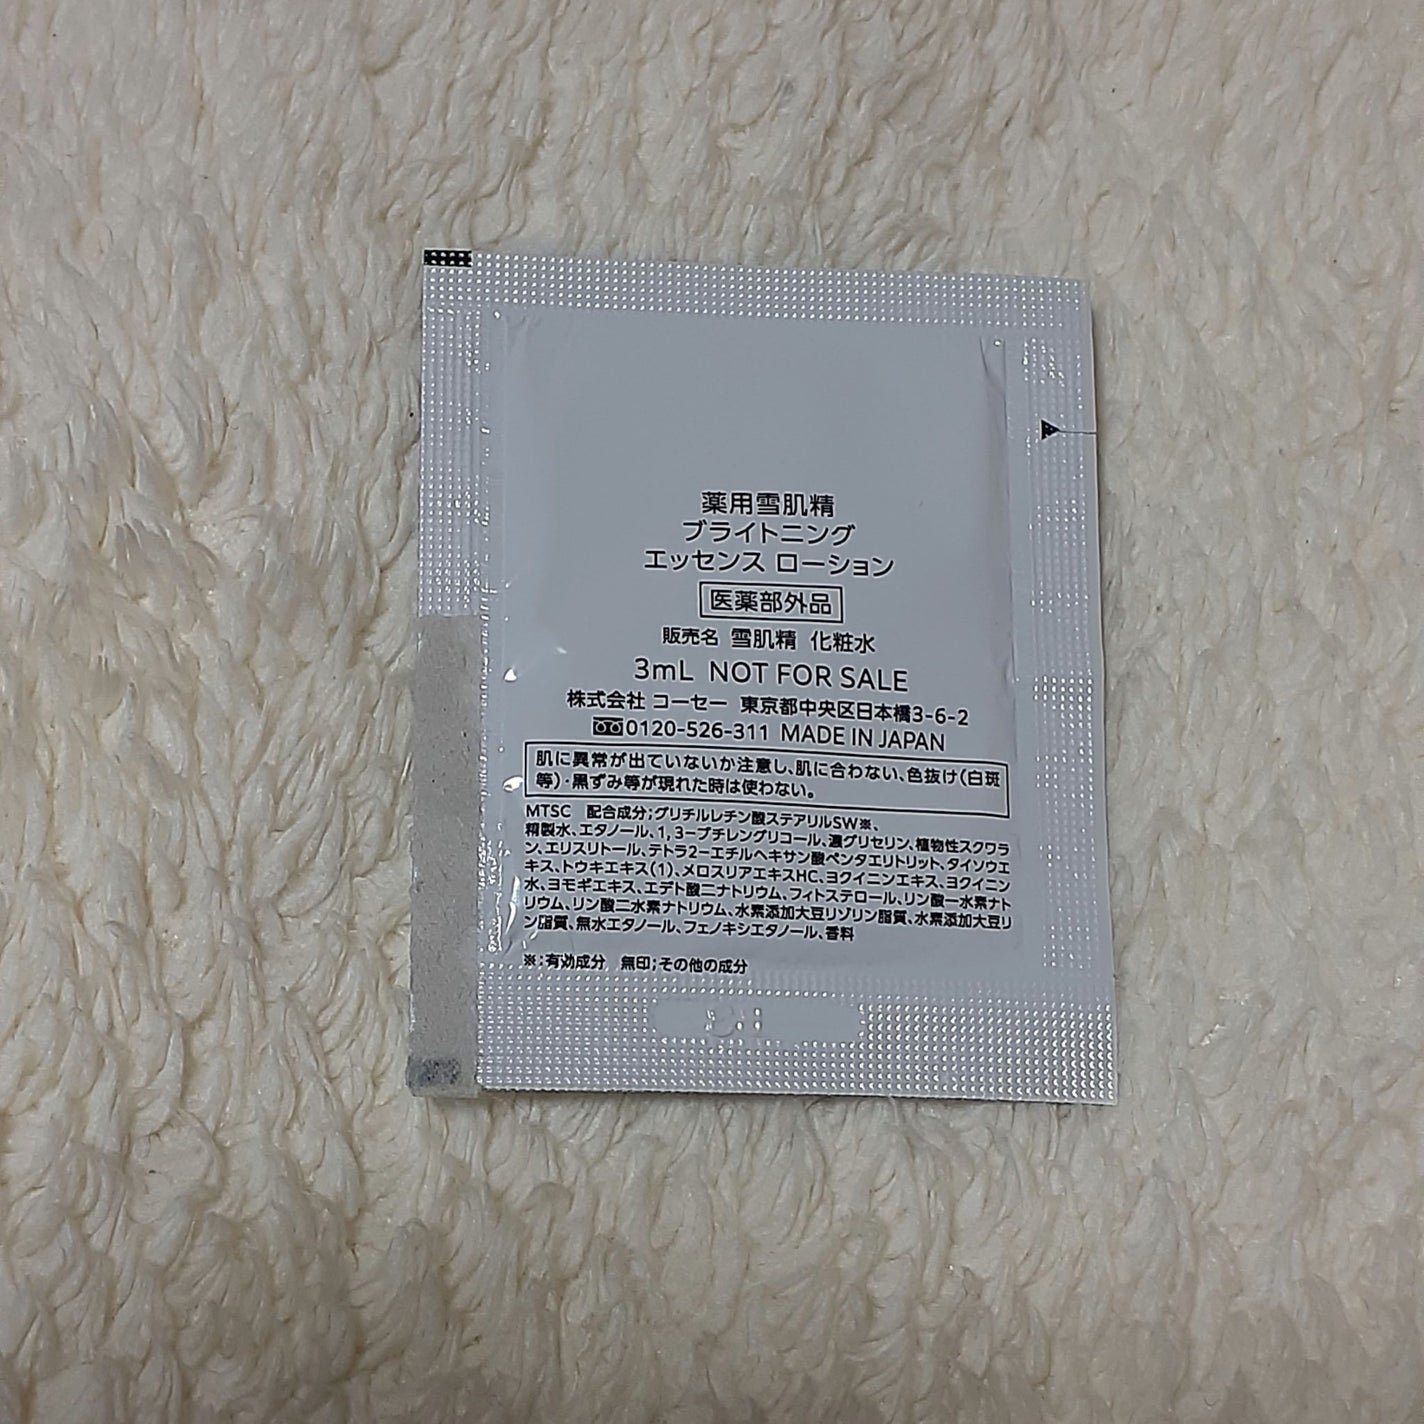 薬用雪肌精
ブライトニング
エッセンス ローション
医薬部外品
販売名 雪肌精 化粧水
3mL NOT FOR SALE
株式会社 コーセー 東京都中央区日本橋3-6-2
0120-526-311 MADE IN JAPAN
肌に異常が出ていないか注意し、肌に合わない、色抜け(白斑
等)・黒ずみ等が現れた時は使わない。
MTSC 配合成分;グリチルレチン酸ステアリルSW※、
精製水、エタノール、1,3-ブチレングリコール、濃グリセリン、植物性スクワラ
ン、エリスリトール、テトラ2-エチルヘキサン酸ペンタエリトリット、タイソウエ
キス、トウキエキス(1)、メロスリアエキスHC、ヨクイニンエキス、ヨクイニン
水、ヨモギエキス、エデト酸二ナトリウム、フィトステロール、リン酸一水素ナト
リウム、リン酸二水素ナトリウム、水素添加大豆リゾリン脂質、水素添加大豆リ
ン脂質、無水エタノール、フェノキシエタノール、香料
※;有効成分 無印;その他の成分